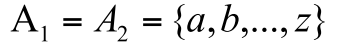 A₁ = A₂ = {a,b,...,z}